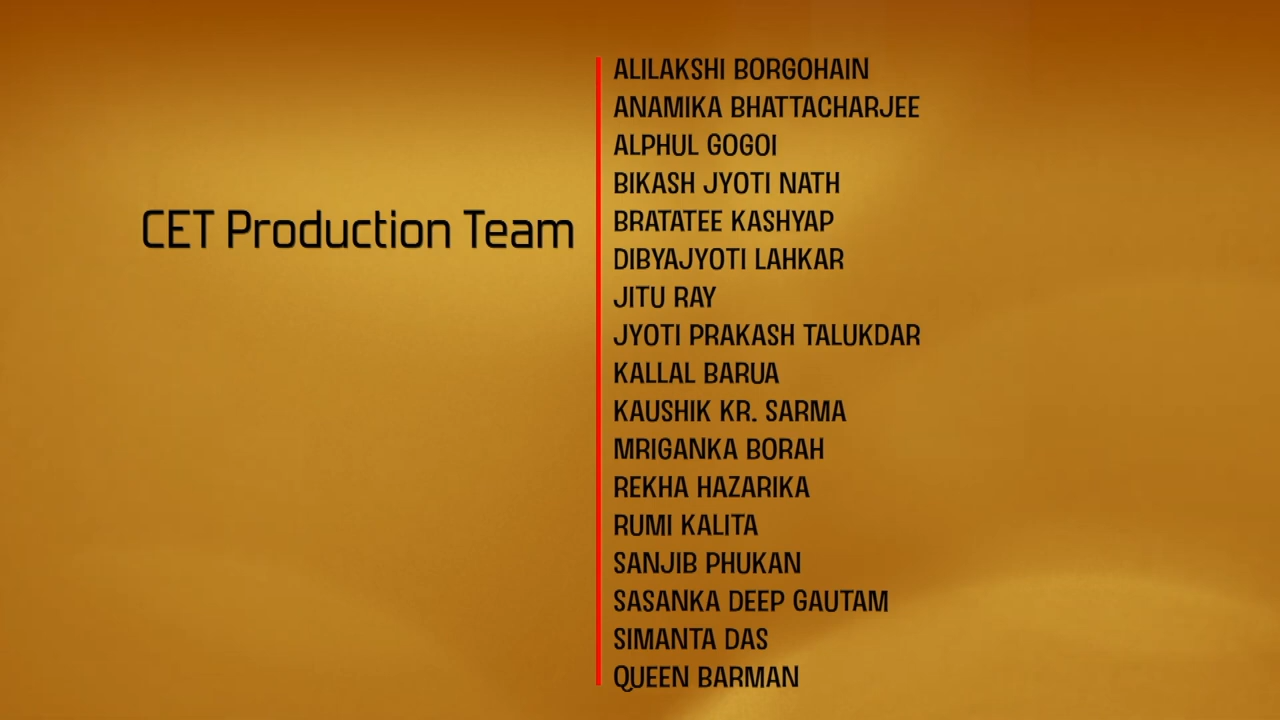 CET Production Team
ALILAKSHI BORGOHAIN
ANAMIKA BHATTACHARJEE
ALPHUL GOGOI
BIKASH JYOTI NATH
BRATATEE KASHYAP
DIBYAJYOTI LAHKAR
JITU RAY
JYOTI PRAKASH TALUKDAR
KALLAL BARUA
KAUSHIK KR. SARMA
MRIGANKA BORAH
REKHA HAZARIKA
RUMI KALITA
SANJIB PHUKAN
SASANKA DEEP GAUTAM
SIMANTA DAS
QUEEN BARMAN